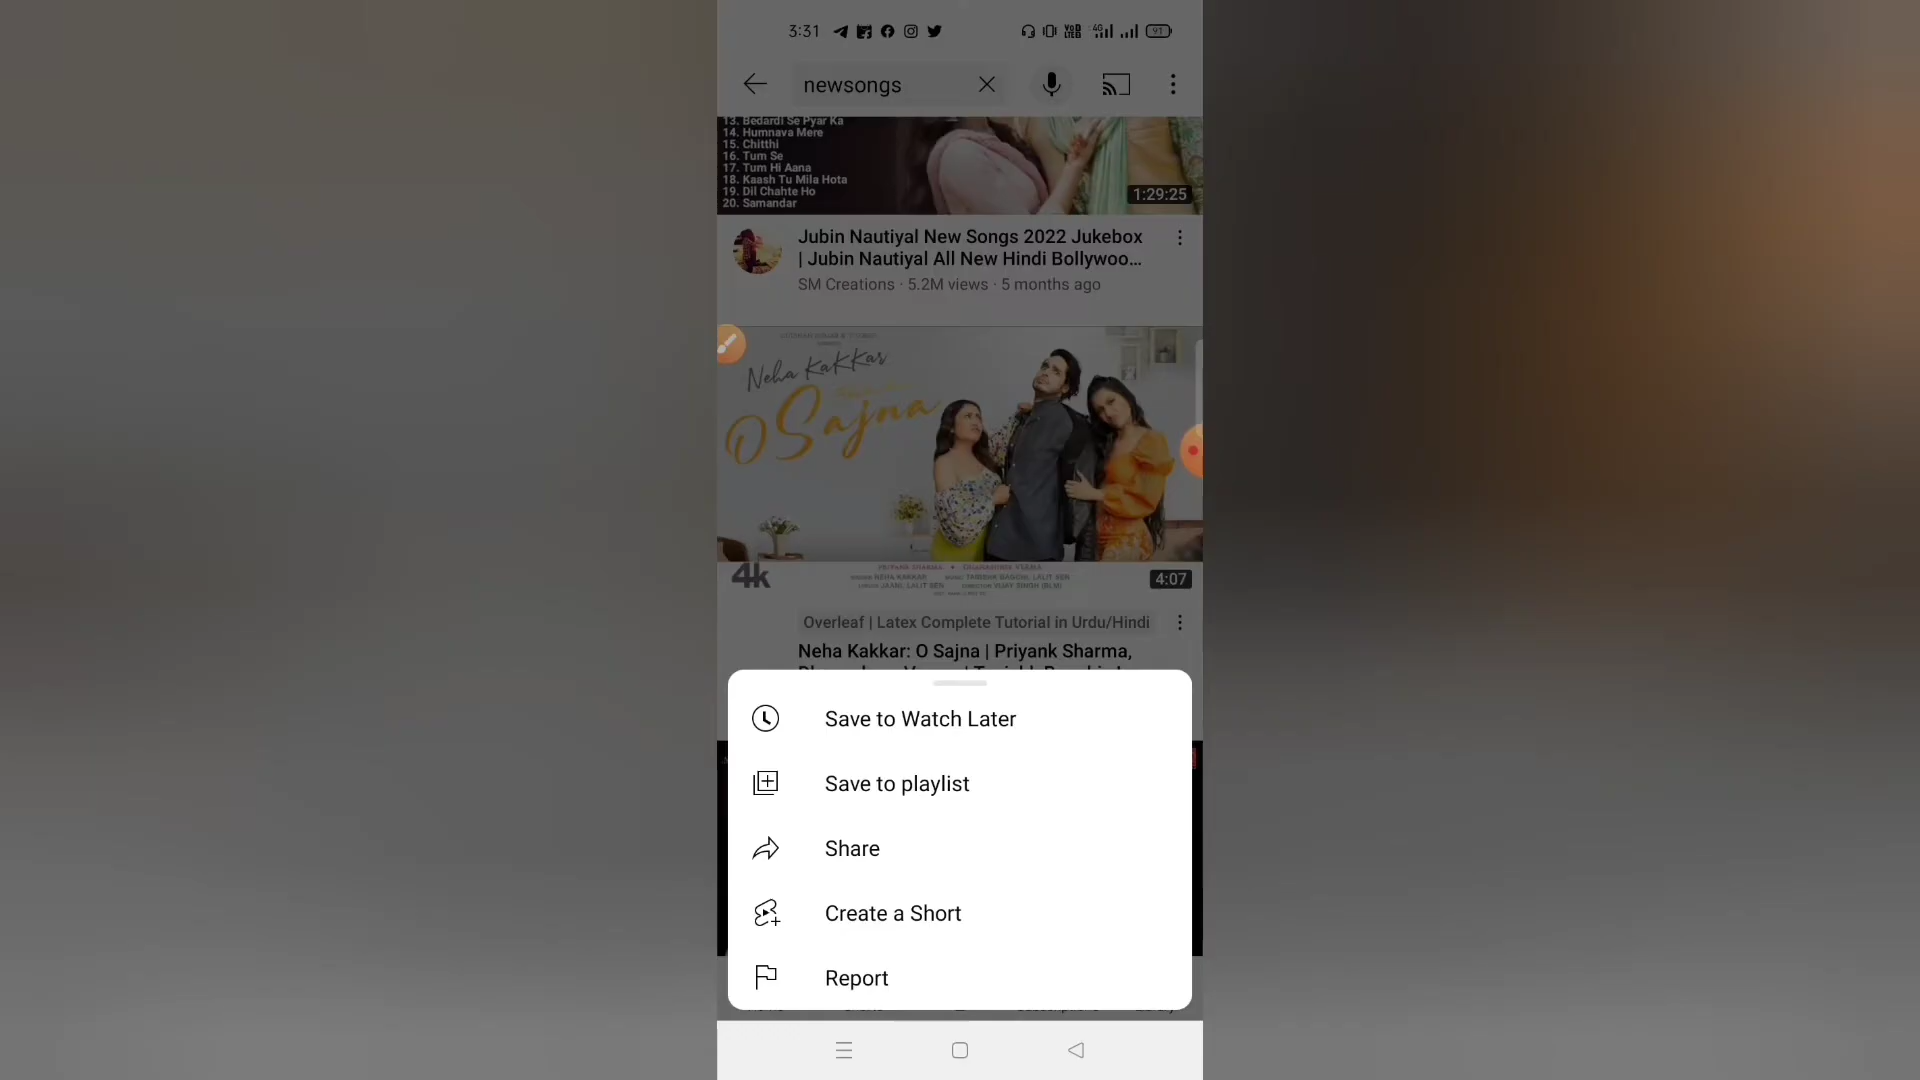 3:31
VoLTE 4G 91
newsongs
13. Bedardi Se Pyar Ka
14. Humnava Mere
15. Chitthi
16. Tum Se
17. Tum Hi Aana
18. Kaash Tu Mila Hota
19. Dil Chahte Ho
20. Samandar
1:29:25
Jubin Nautiyal New Songs 2022 Jukebox
| Jubin Nautiyal All New Hindi Bollywoo...
SM Creations · 5.2M views · 5 months ago
Neha Kakkar
O Sajna
4k
4:07
Overleaf | Latex Complete Tutorial in Urdu/Hindi
Neha Kakkar: O Sajna | Priyank Sharma,
Save to Watch Later
Save to playlist
Share
Create a Short
Report